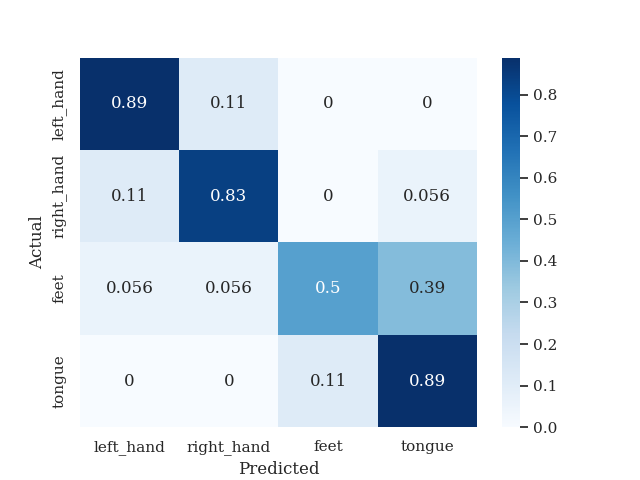 left_hand 0.89 0.11 0 0
right_hand 0.11 0.83 0 0.056
feet 0.056 0.056 0.5 0.39
tongue 0 0 0.11 0.89
Actual
left_hand right_hand feet tongue
Predicted
0.8
0.7
0.6
0.5
0.4
0.3
0.2
0.1
0.0